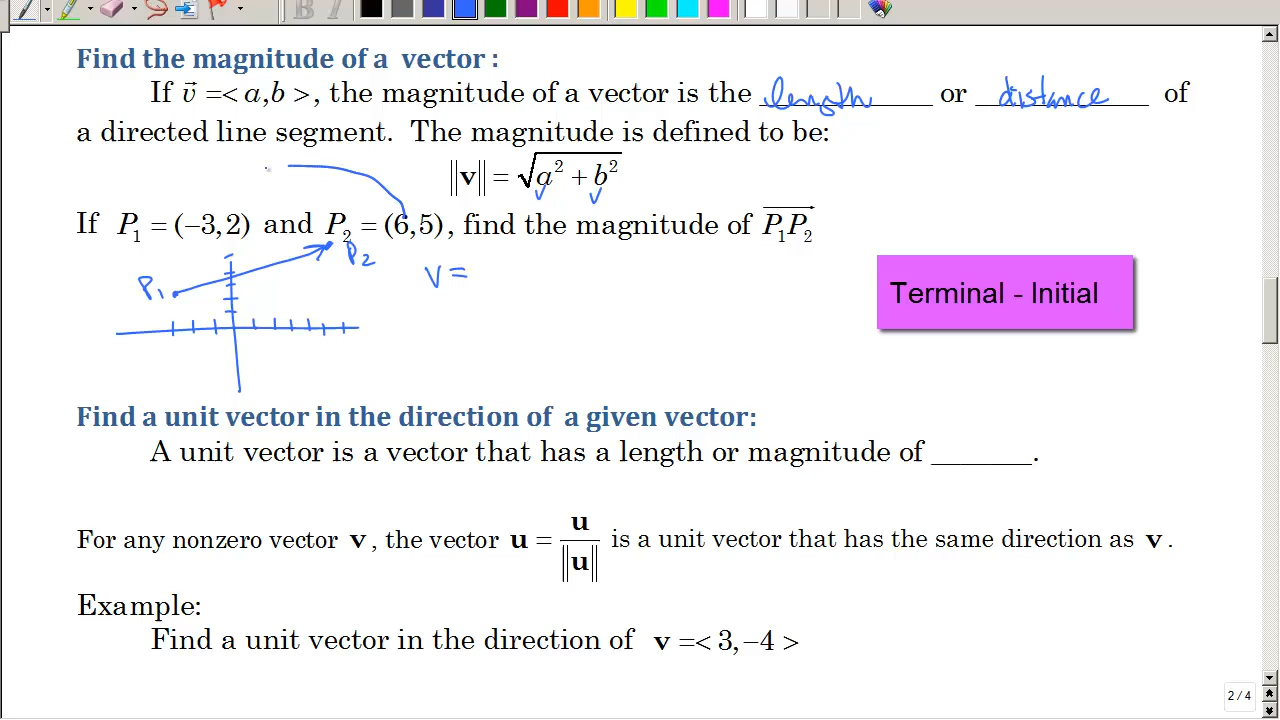 Find the magnitude of a vector :
If v⃗ =< a,b >, the magnitude of a vector is the length or distance of
a directed line segment. The magnitude is defined to be:
‖v‖ = √(a² + b²)
If P₁ = (−3,2) and P₂ = (6,5), find the magnitude of P₁P₂
P₁ P₂ V =
Terminal - Initial
Find a unit vector in the direction of a given vector:
A unit vector is a vector that has a length or magnitude of ______.
For any nonzero vector v, the vector u = u/‖u‖ is a unit vector that has the same direction as v.
Example:
Find a unit vector in the direction of v =< 3,−4 >
2 / 4